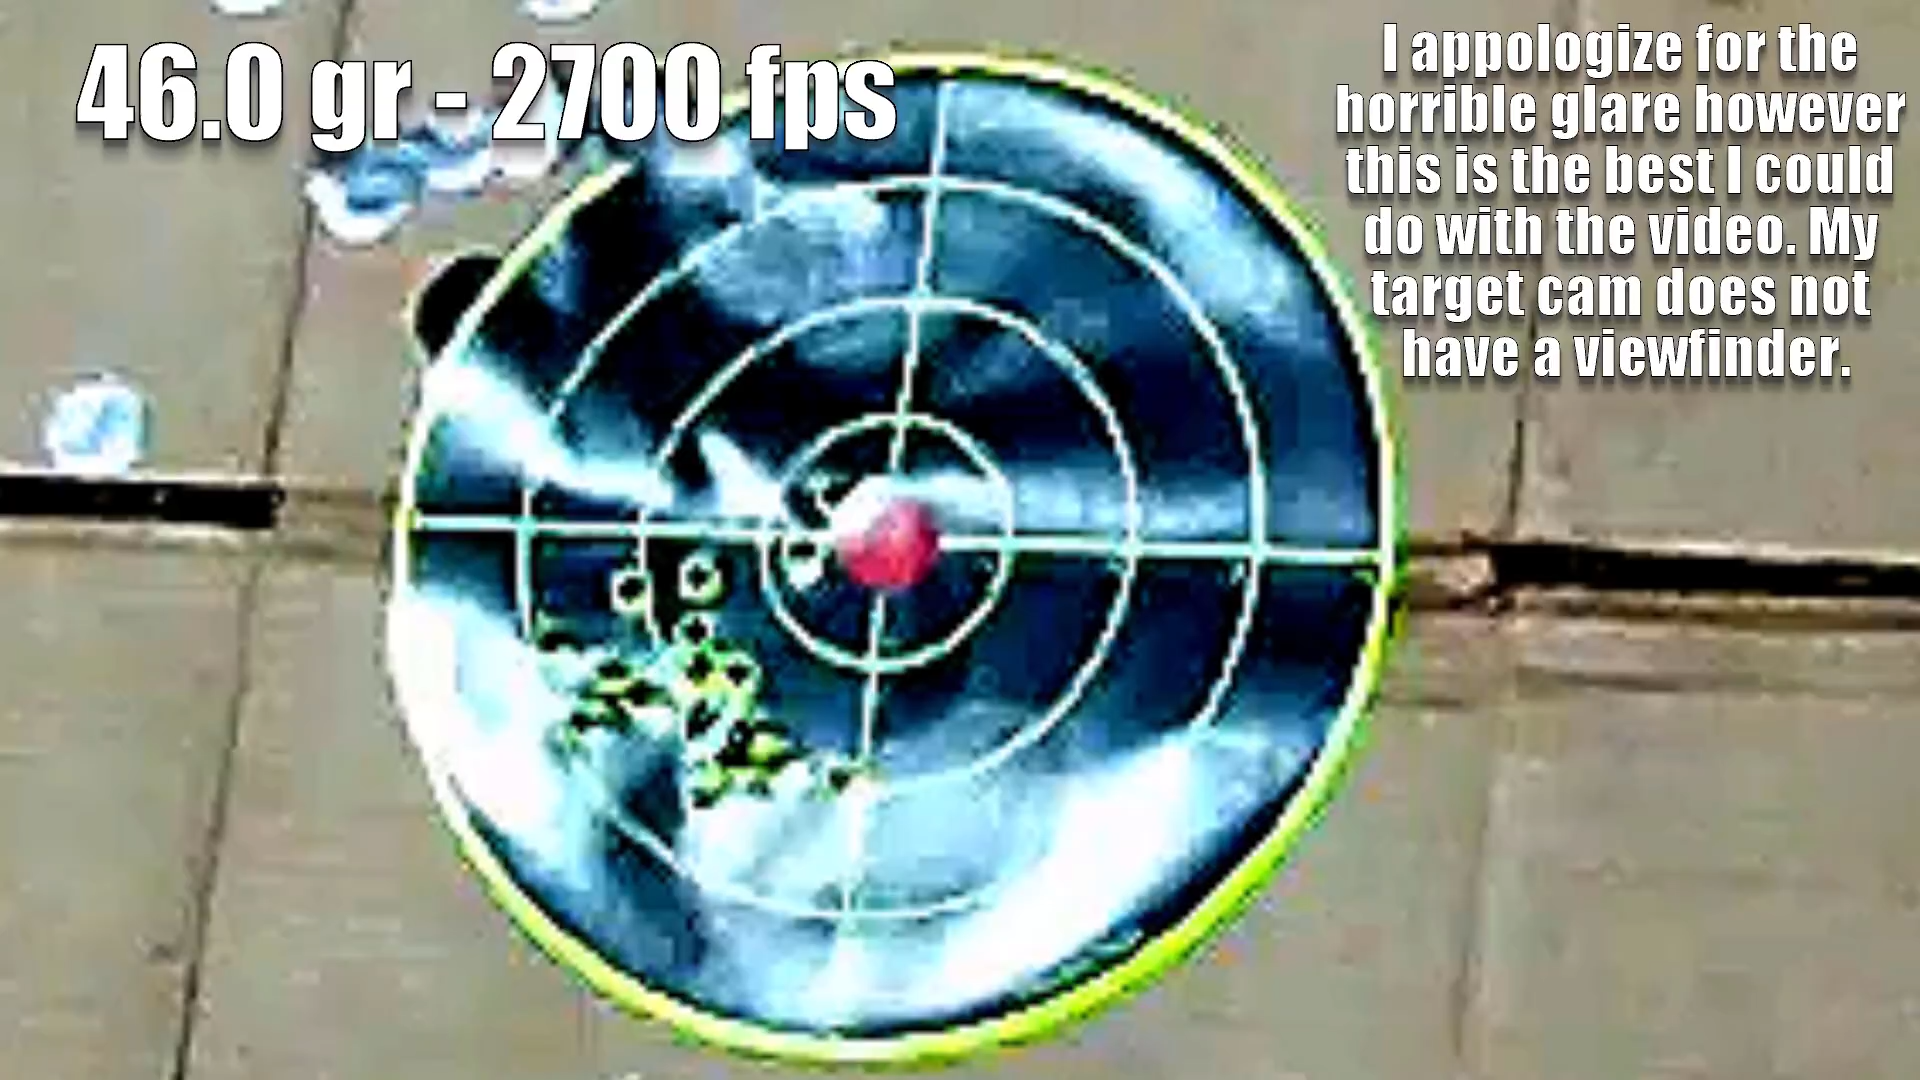 46.0 gr - 2700 fps
I appologize for the
horrible glare however
this is the best I could
do with the video. My
target cam does not
have a viewfinder.